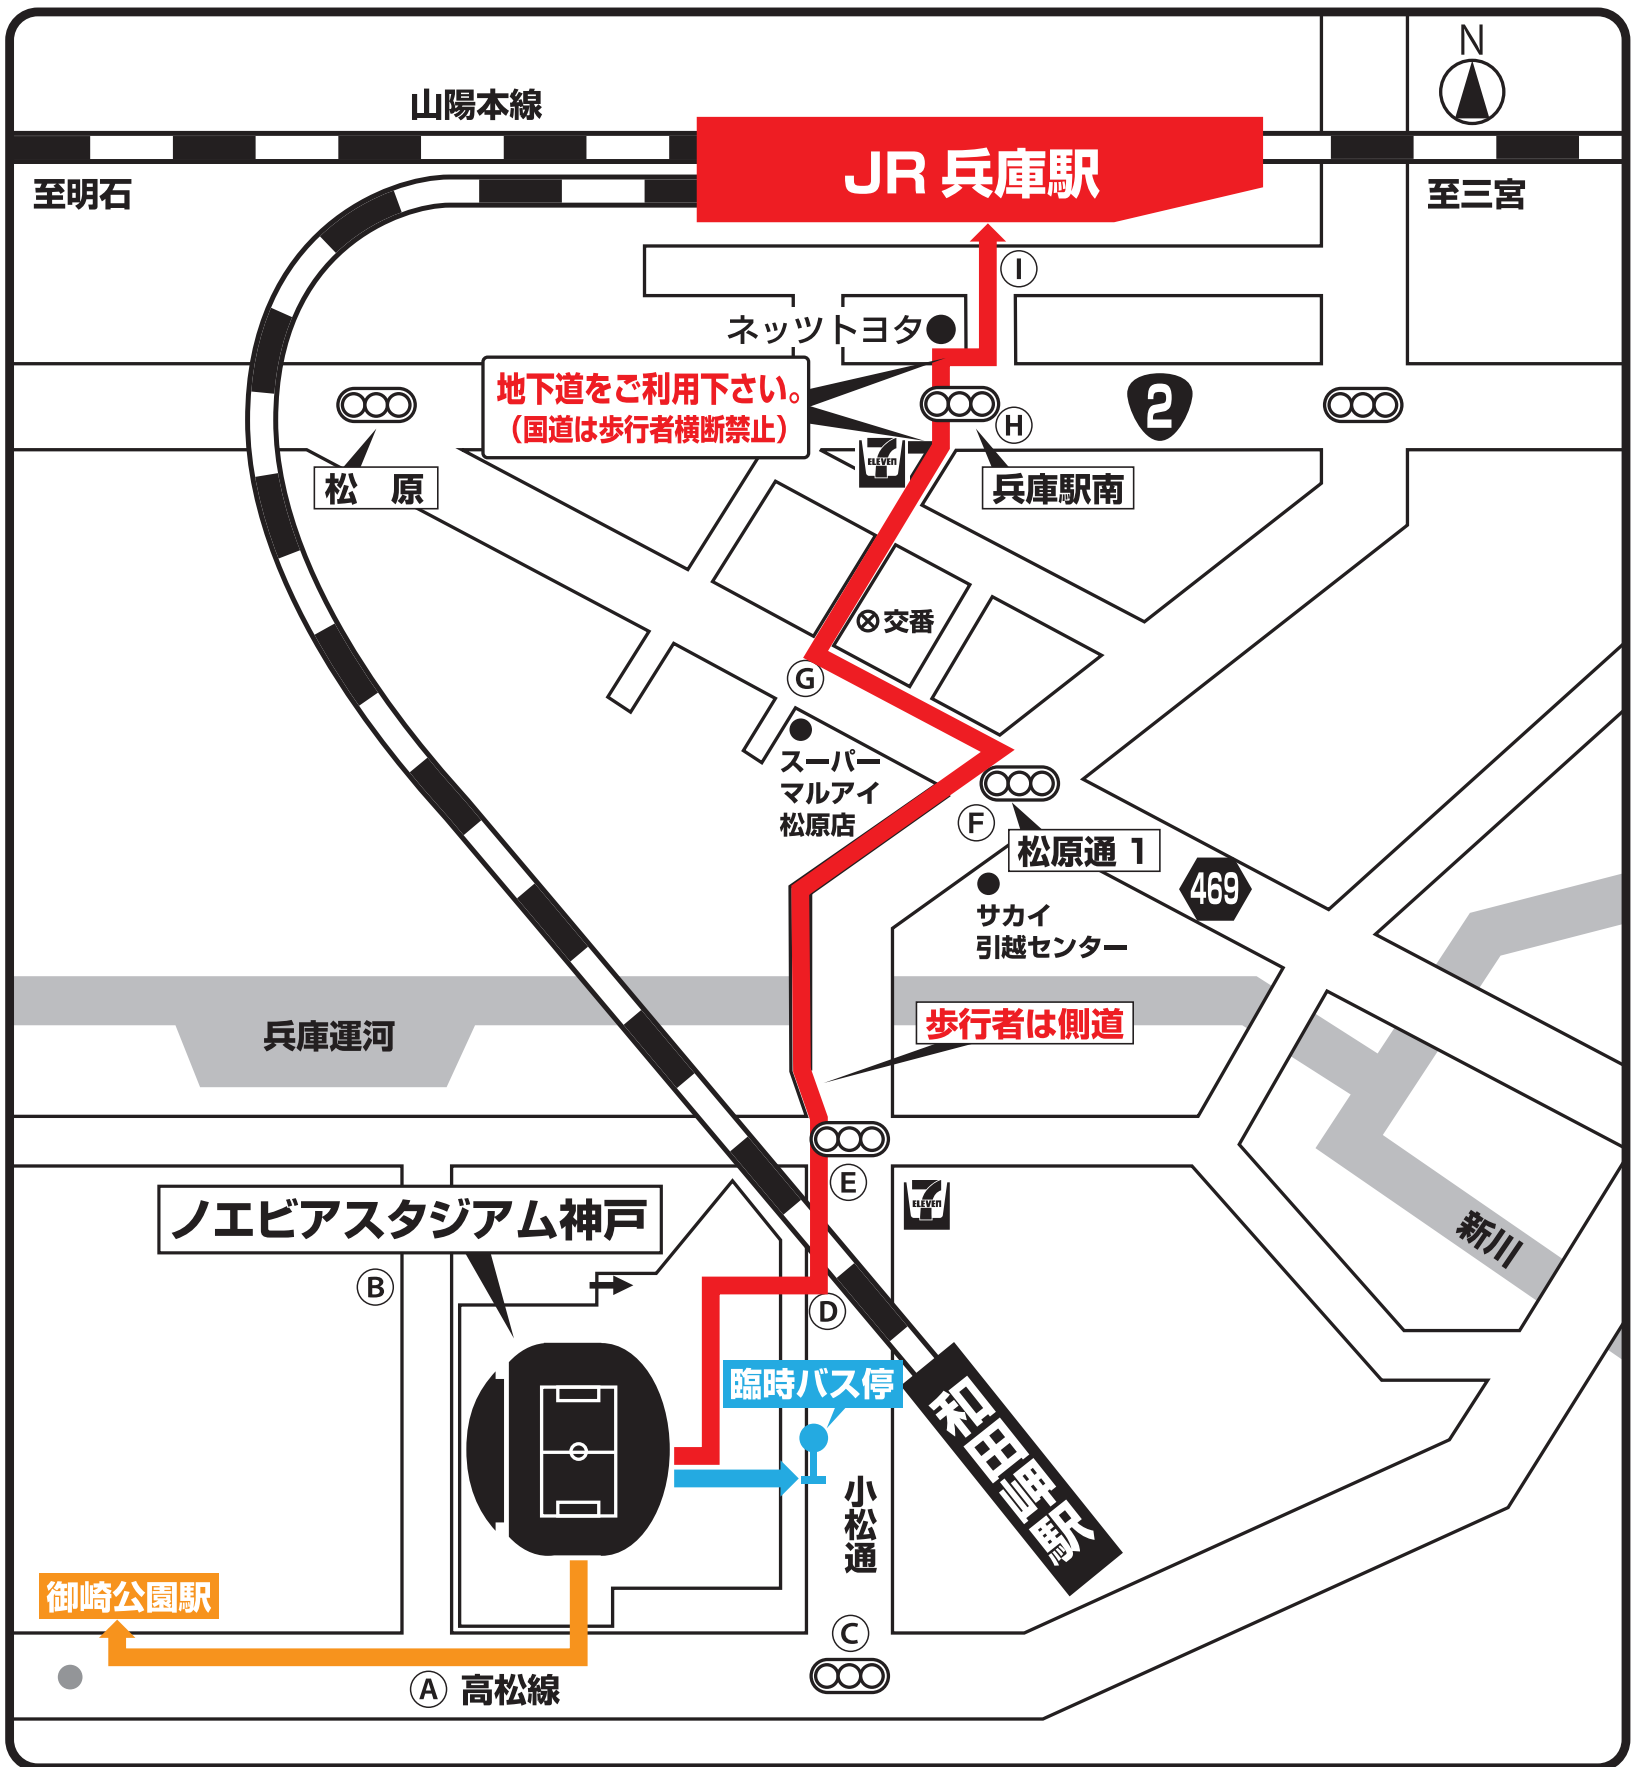 N
山陽本線
JR 兵庫駅
至明石
至三宮
I
ネッツトヨタ
地下道をご利用下さい。
(国道は歩行者横断禁止)
H
2
7
ELEVEN
松　原
兵庫駅南
交番
G
スーパー
マルアイ
松原店
F
松原通 1
469
サカイ
引越センター
歩行者は側道
兵庫運河
E
7
ELEVEN
ノエビアスタジアム神戸
新川
B
D
臨時バス停
和田岬駅
小松通
御崎公園駅
C
A 高松線